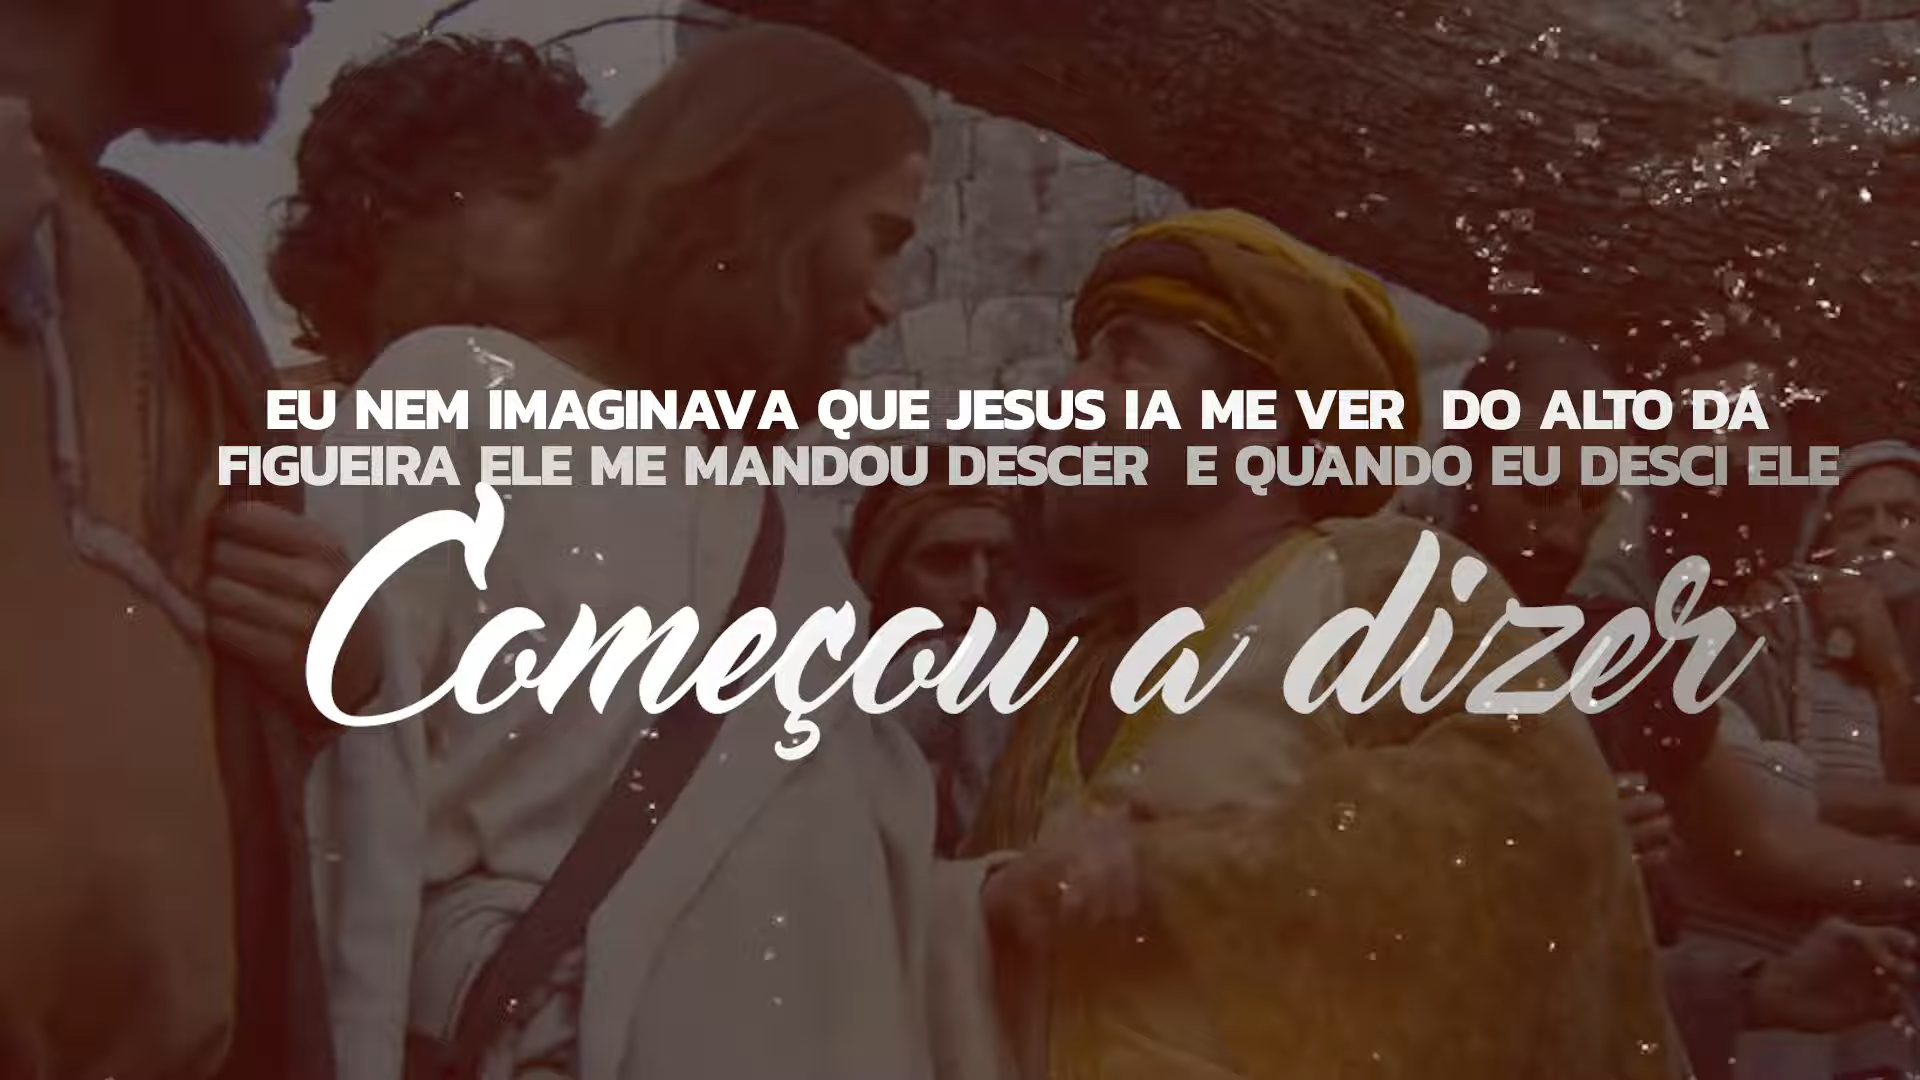 EU NEM IMAGINAVA QUE JESUS IA ME VER DO ALTO DA
FIGUEIRA ELE ME MANDOU DESCER E QUANDO EU DESCI ELE
Começou a dizer